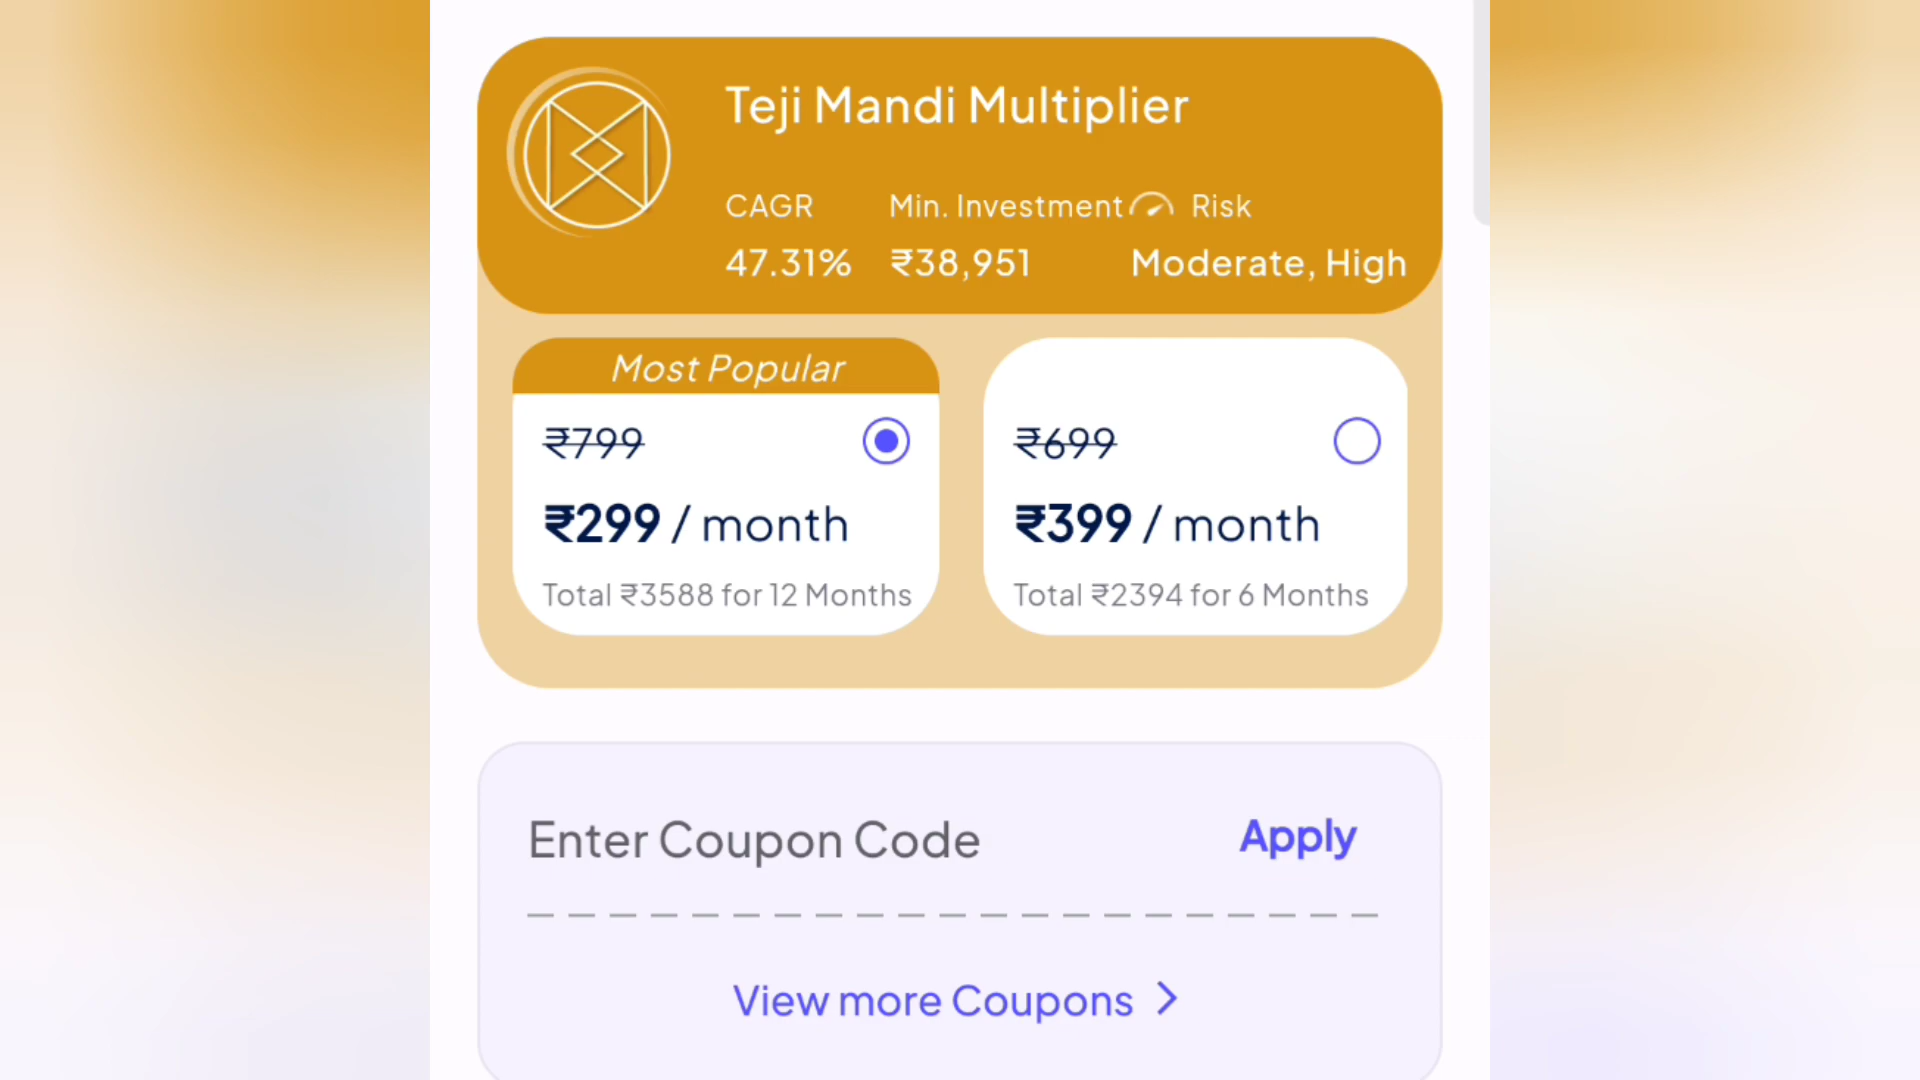 Teji Mandi Multiplier
CAGR Min. Investment Risk
47.31% ₹38,951 Moderate, High
Most Popular
₹799
₹299 / month
Total ₹3588 for 12 Months
₹699
₹399 / month
Total ₹2394 for 6 Months
Enter Coupon Code Apply
View more Coupons >